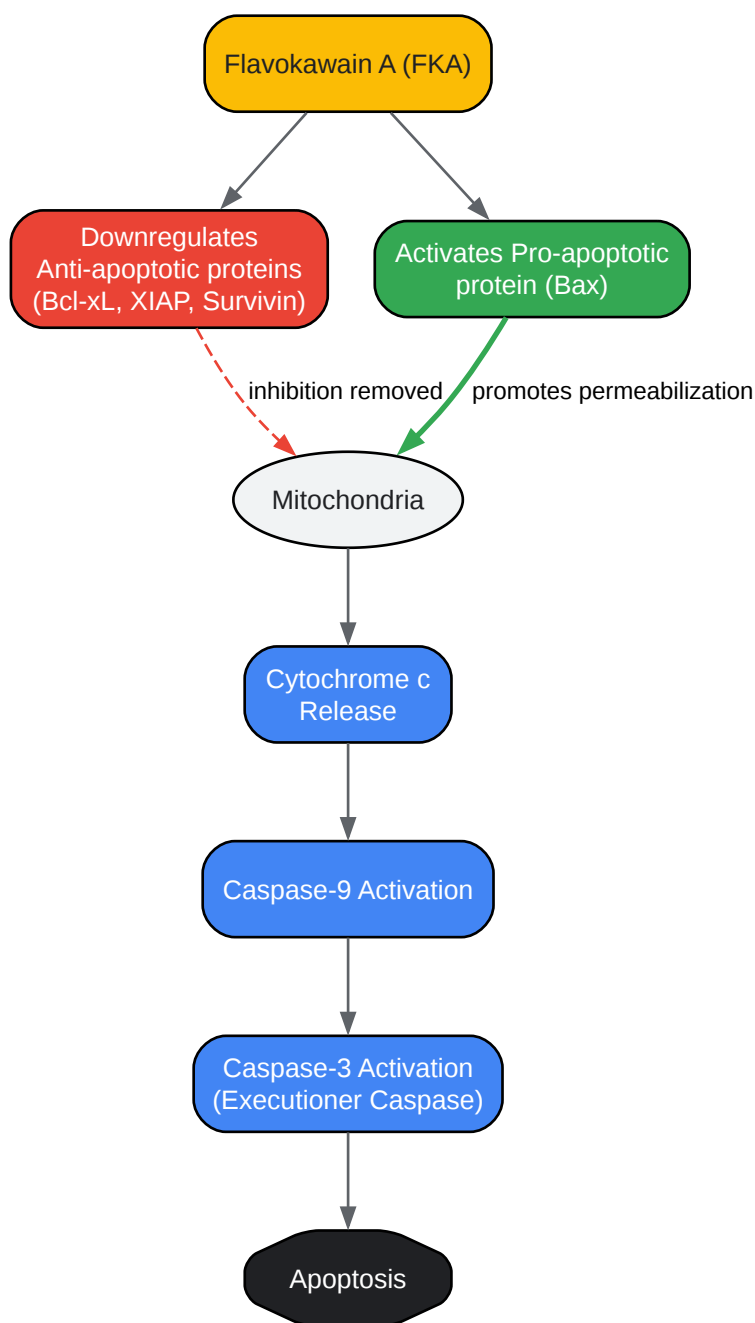 Flavokawain A (FKA)
Downregulates
Anti-apoptotic proteins
(Bcl-xL, XIAP, Survivin)
Activates Pro-apoptotic
protein (Bax)
inhibition removed
promotes permeabilization
Mitochondria
Cytochrome c
Release
Caspase-9 Activation
Caspase-3 Activation
(Executioner Caspase)
Apoptosis